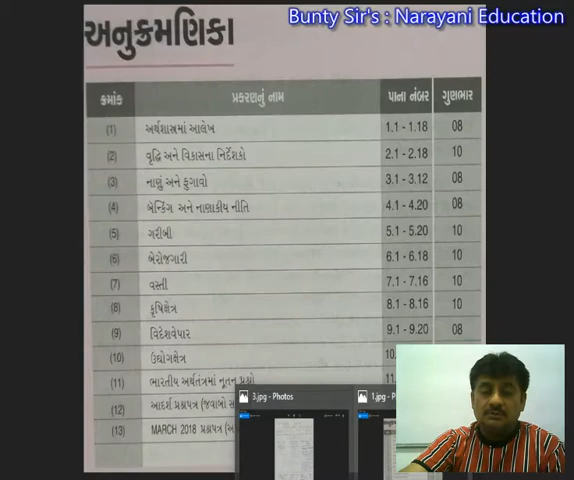 Bunty Sir's : Narayani Education
અનુક્રમણિકા
ક્રમાંક પ્રકરણનું નામ પાના નંબર ગુણભાર
(1) અર્થશાસ્ત્રમાં આલેખ 1.1 - 1.18 08
(2) વૃદ્ધિ અને વિકાસના નિર્દેશકો 2.1 - 2.18 10
(3) નાણું અને ફુગાવો 3.1 - 3.12 08
(4) બેન્કિંગ અને નાણાકીય નીતિ 4.1 - 4.20 08
(5) ગરીબી 5.1 - 5.20 10
(6) બેરોજગારી 6.1 - 6.18 10
(7) વસ્તી 7.1 - 7.16 10
(8) કૃષિક્ષેત્ર 8.1 - 8.16 10
(9) વિદેશવેપાર 9.1 - 9.20 08
(10) ઉદ્યોગક્ષેત્ર 10.
(11) ભારતીય અર્થતંત્રમાં નૂતન પ્રશ્નો 11.
(12) આદર્શ પ્રશ્નપત્ર (જવાબો સ
(13) MARCH 2018 પ્રશ્નપત્ર (અ
3.jpg - Photos
1.jpg - P